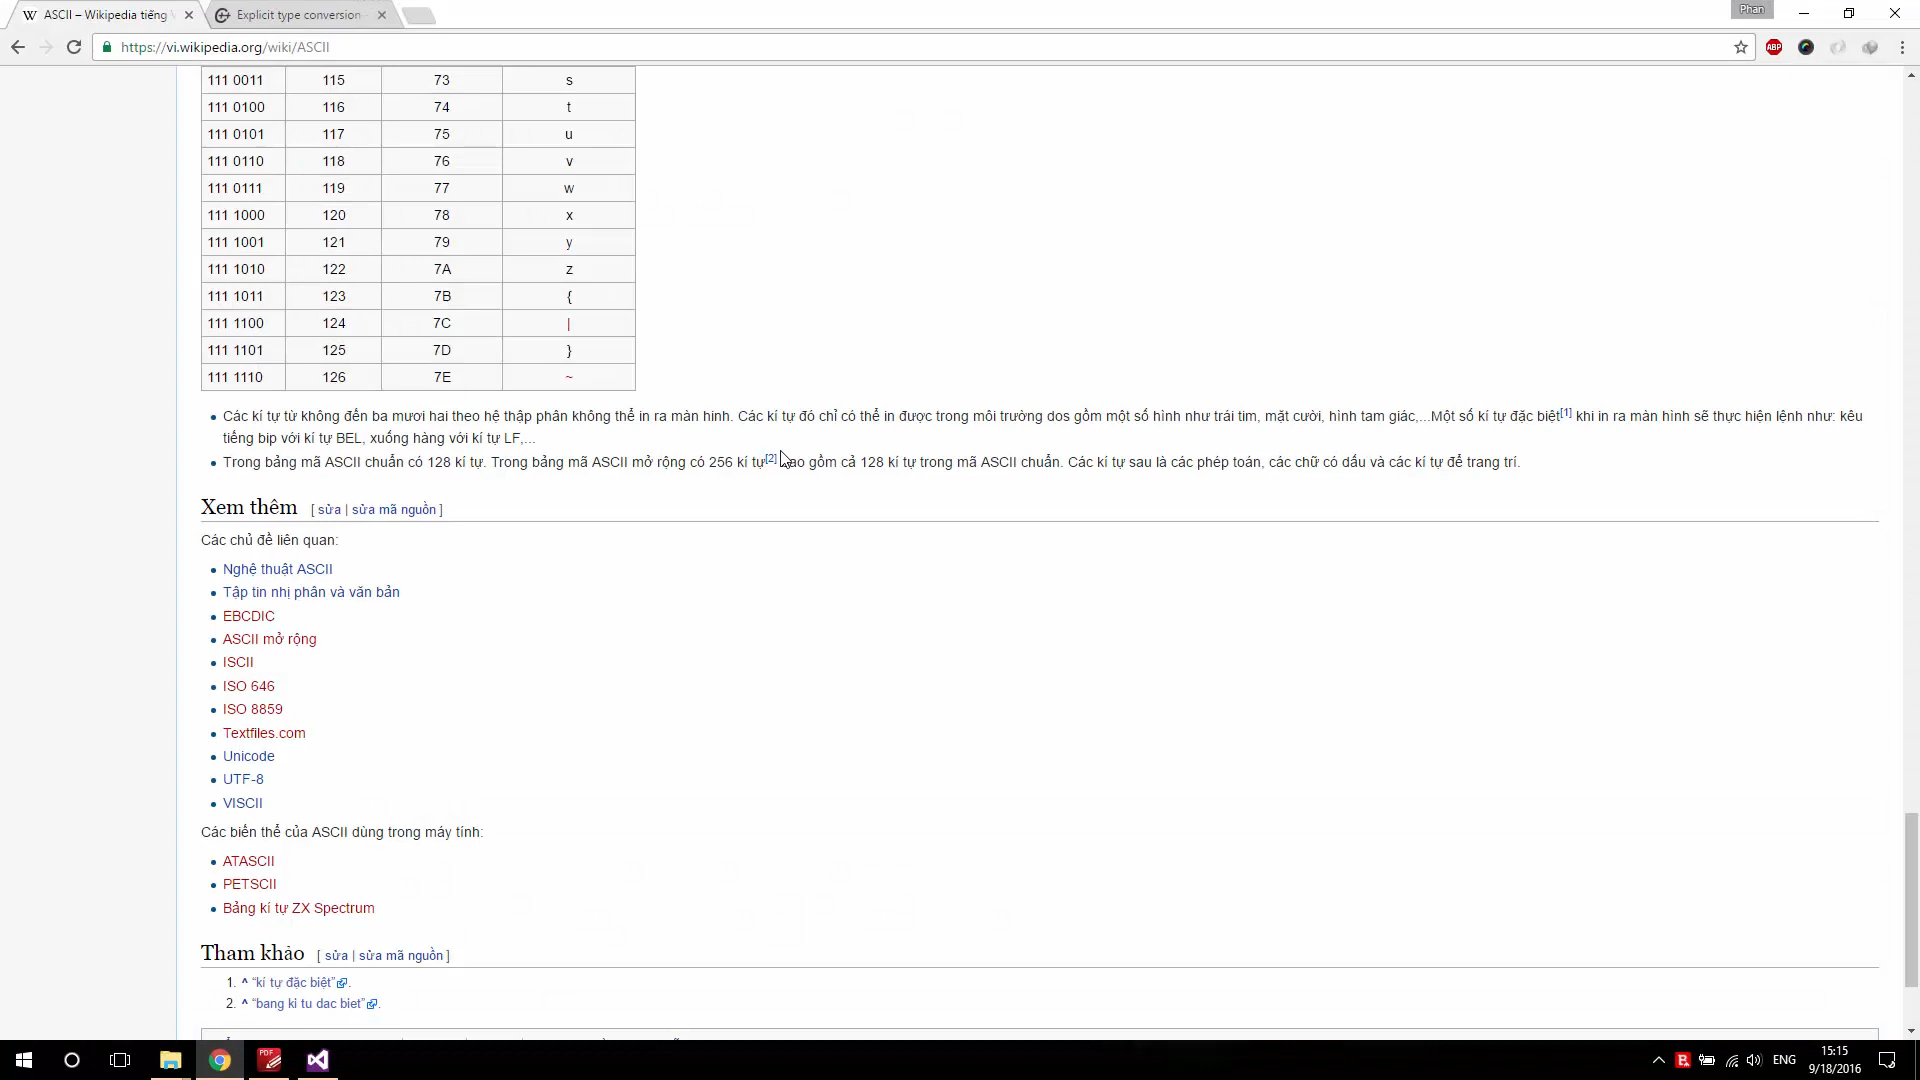 ASCII – Wikipedia tiếng
Explicit type conversion
Phan
https://vi.wikipedia.org/wiki/ASCII
ABP
111 0011 115 73 s
111 0100 116 74 t
111 0101 117 75 u
111 0110 118 76 v
111 0111 119 77 w
111 1000 120 78 x
111 1001 121 79 y
111 1010 122 7A z
111 1011 123 7B {
111 1100 124 7C |
111 1101 125 7D }
111 1110 126 7E ~
Các kí tự từ không đến ba mươi hai theo hệ thập phân không thể in ra màn hình. Các kí tự đó chỉ có thể in được trong môi trường dos gồm một số hình như trái tim, mặt cười, hình tam giác,...Một số kí tự đặc biệt[1] khi in ra màn hình sẽ thực hiện lệnh như: kêu
tiếng bip với kí tự BEL, xuống hàng với kí tự LF,...
Trong bảng mã ASCII chuẩn có 128 kí tự. Trong bảng mã ASCII mở rộng có 256 kí tự[2] bao gồm cả 128 kí tự trong mã ASCII chuẩn. Các kí tự sau là các phép toán, các chữ có dấu và các kí tự để trang trí.
Xem thêm [ sửa | sửa mã nguồn ]
Các chủ đề liên quan:
Nghệ thuật ASCII
Tập tin nhị phân và văn bản
EBCDIC
ASCII mở rộng
ISCII
ISO 646
ISO 8859
Textfiles.com
Unicode
UTF-8
VISCII
Các biến thể của ASCII dùng trong máy tính:
ATASCII
PETSCII
Bảng kí tự ZX Spectrum
Tham khảo [ sửa | sửa mã nguồn ]
1. ^ “kí tự đặc biệt”.
2. ^ “bang ki tu dac biet”.
PDF
ENG
15:15
9/18/2016